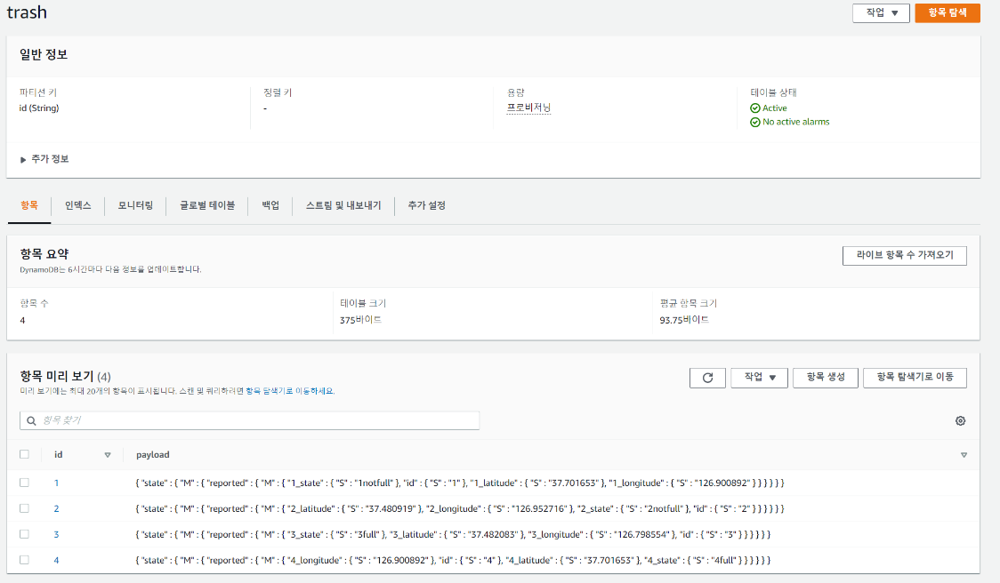 trash
작업 ▼
항목 탐색
일반 정보
파티션 키
정렬 키
용량
테이블 상태
id (String)
-
프로비저닝
Active
No active alarms
▶ 추가 정보
항목
인덱스
모니터링
글로벌 테이블
백업
스트림 및 내보내기
추가 설정
항목 요약
라이브 항목 수 가져오기
DynamoDB는 6시간마다 다음 정보를 업데이트합니다.
항목 수
테이블 크기
평균 항목 크기
4
375바이트
93.75바이트
항목 미리 보기 (4)
작업 ▼
항목 생성
항목 탐색기로 이동
미리 보기에는 최대 20개의 항목이 표시됩니다. 스캔 및 쿼리하려면 항목 탐색기로 이동하세요.
항목 찾기
id
payload
1 { "state" : { "M" : { "reported" : { "M" : { "1_state" : { "S" : "1notfull" }, "id" : { "S" : "1" }, "1_latitude" : { "S" : "37.701653" }, "1_longitude" : { "S" : "126.900892" } } } } } }
2 { "state" : { "M" : { "reported" : { "M" : { "2_latitude" : { "S" : "37.480919" }, "2_longitude" : { "S" : "126.952716" }, "2_state" : { "S" : "2notfull" }, "id" : { "S" : "2" } } } } } }
3 { "state" : { "M" : { "reported" : { "M" : { "3_state" : { "S" : "3full" }, "3_latitude" : { "S" : "37.482083" }, "3_longitude" : { "S" : "126.798554" }, "id" : { "S" : "3" } } } } } }
4 { "state" : { "M" : { "reported" : { "M" : { "4_longitude" : { "S" : "126.900892" }, "id" : { "S" : "4" }, "4_latitude" : { "S" : "37.701653" }, "4_state" : { "S" : "4full" } } } } } }